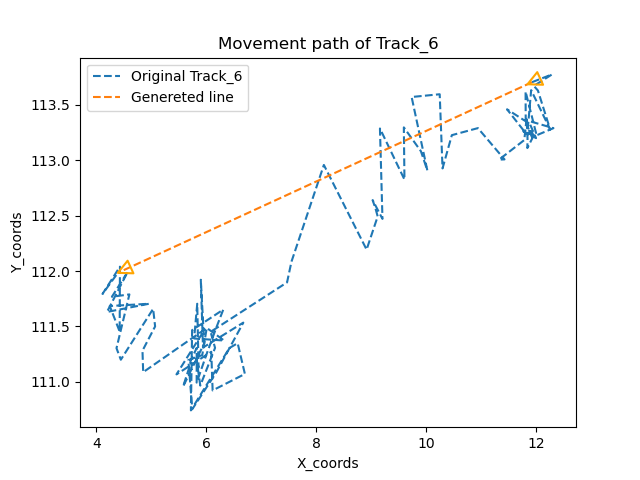 Movement path of Track_6
Original Track_6
Genereted line
113.5
113.0
112.5
112.0
111.5
111.0
Y_coords
4 6 8 10 12
X_coords